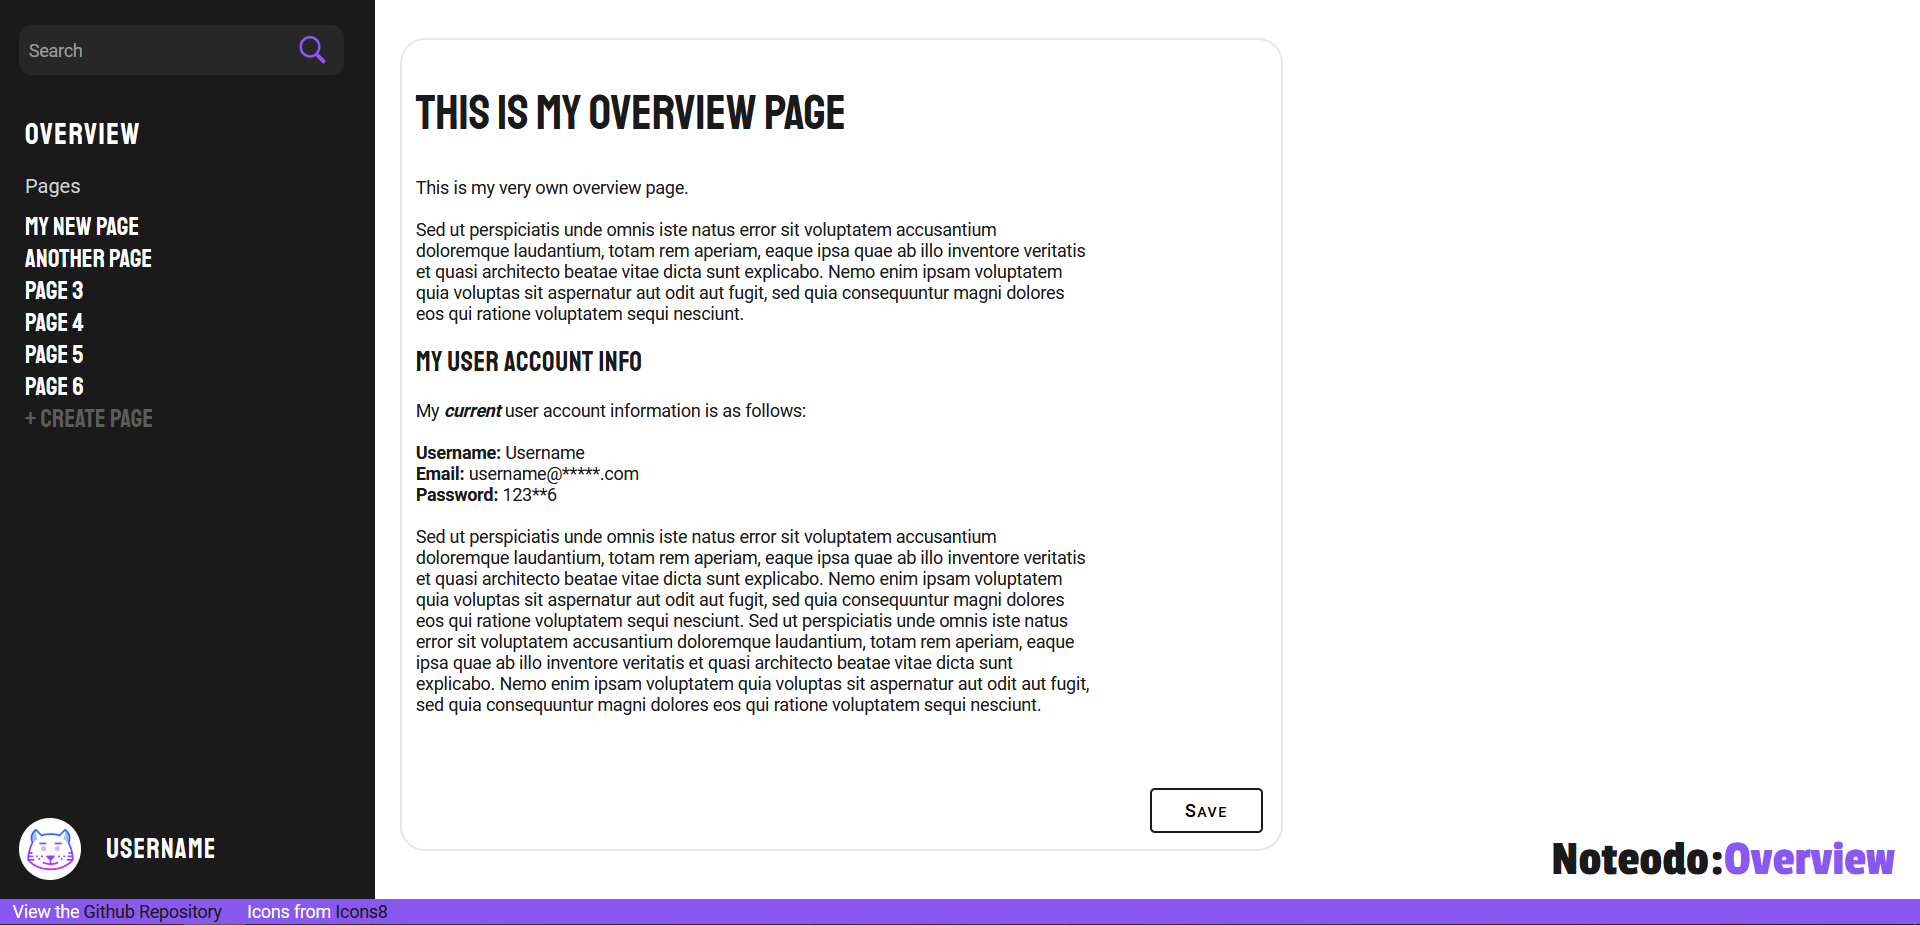 Search
OVERVIEW
Pages
MY NEW PAGE
ANOTHER PAGE
PAGE 3
PAGE 4
PAGE 5
PAGE 6
+ CREATE PAGE
USERNAME
THIS IS MY OVERVIEW PAGE
This is my very own overview page.
Sed ut perspiciatis unde omnis iste natus error sit voluptatem accusantium
doloremque laudantium, totam rem aperiam, eaque ipsa quae ab illo inventore veritatis
et quasi architecto beatae vitae dicta sunt explicabo. Nemo enim ipsam voluptatem
quia voluptas sit aspernatur aut odit aut fugit, sed quia consequuntur magni dolores
eos qui ratione voluptatem sequi nesciunt.
MY USER ACCOUNT INFO
My current user account information is as follows:
Username: Username
Email: username@*****.com
Password: 123**6
Sed ut perspiciatis unde omnis iste natus error sit voluptatem accusantium
doloremque laudantium, totam rem aperiam, eaque ipsa quae ab illo inventore veritatis
et quasi architecto beatae vitae dicta sunt explicabo. Nemo enim ipsam voluptatem
quia voluptas sit aspernatur aut odit aut fugit, sed quia consequuntur magni dolores
eos qui ratione voluptatem sequi nesciunt. Sed ut perspiciatis unde omnis iste natus
error sit voluptatem accusantium doloremque laudantium, totam rem aperiam, eaque
ipsa quae ab illo inventore veritatis et quasi architecto beatae vitae dicta sunt
explicabo. Nemo enim ipsam voluptatem quia voluptas sit aspernatur aut odit aut fugit,
sed quia consequuntur magni dolores eos qui ratione voluptatem sequi nesciunt.
Save
Noteodo:Overview
View the Github Repository Icons from Icons8